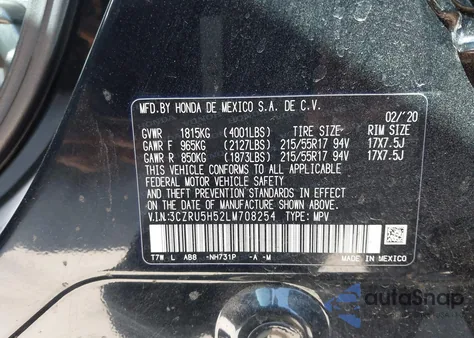 MFD.BY HONDA DE MEXICO S.A. DE C.V.
02/'20
GVWR 1815KG (4001LBS) TIRE SIZE RIM SIZE
GAWR F 965KG (2127LBS) 215/55R17 94V 17X7.5J
GAWR R 850KG (1873LBS) 215/55R17 94V 17X7.5J
THIS VEHICLE CONFORMS TO ALL APPLICABLE
FEDERAL MOTOR VEHICLE SAFETY, BUMPER,
AND THEFT PREVENTION STANDARDS IN EFFECT
ON THE DATE OF MANUFACTURE SHOWN ABOVE.
V.I.N:3CZRU5H52LM708254 TYPE: MPV
T7W L AB8 -NH731P -A -M MADE IN MEXICO
autoSnap